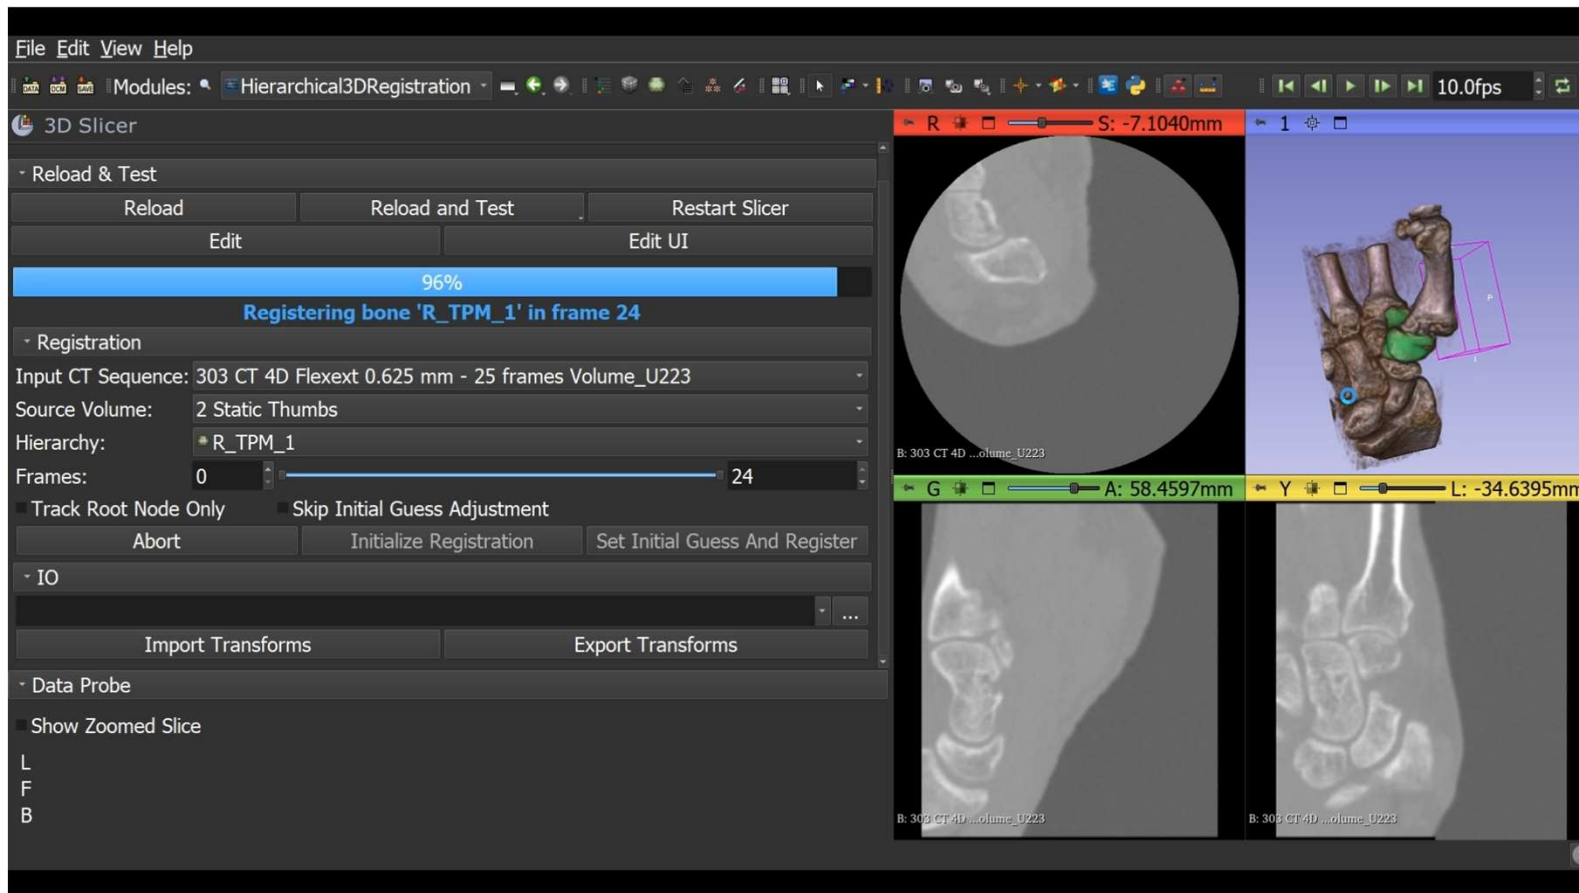 File Edit View Help
Modules: Hierarchical3DRegistration 10.0fps
3D Slicer
Reload & Test
Reload Reload and Test Restart Slicer
Edit Edit UI
96%
Registering bone 'R_TPM_1' in frame 24
Registration
Input CT Sequence: 303 CT 4D Flexext 0.625 mm - 25 frames Volume_U223
Source Volume: 2 Static Thumbs
Hierarchy: R_TPM_1
Frames: 0 24
Track Root Node Only Skip Initial Guess Adjustment
Abort Initialize Registration Set Initial Guess And Register
IO
...
Import Transforms Export Transforms
Data Probe
Show Zoomed Slice
L
F
B
R S: -7.1040mm
B: 303 CT 4D ...olume_U223
1
P
G A: 58.4597mm
B: 303 CT 4D ...olume_U223
Y L: -34.6395mm
B: 303 CT 4D ...olume_U223